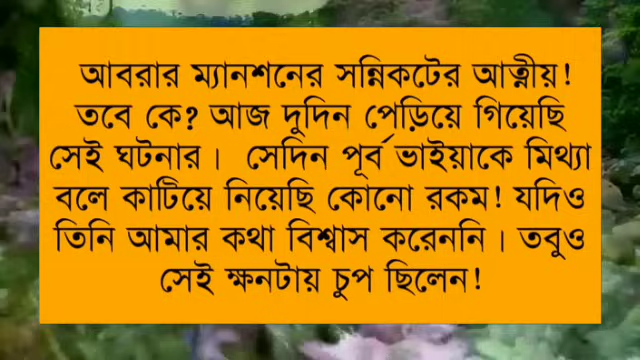 আবরার ম্যানশনের সন্নিকটের আত্নীয়!
তবে কে? আজ দুদিন পেড়িয়ে গিয়েছি
সেই ঘটনার। সেদিন পূর্ব ভাইয়াকে মিথ্যা
বলে কাটিয়ে নিয়েছি কোনো রকম! যদিও
তিনি আমার কথা বিশ্বাস করেননি। তবুও
সেই ক্ষনটায় চুপ ছিলেন!